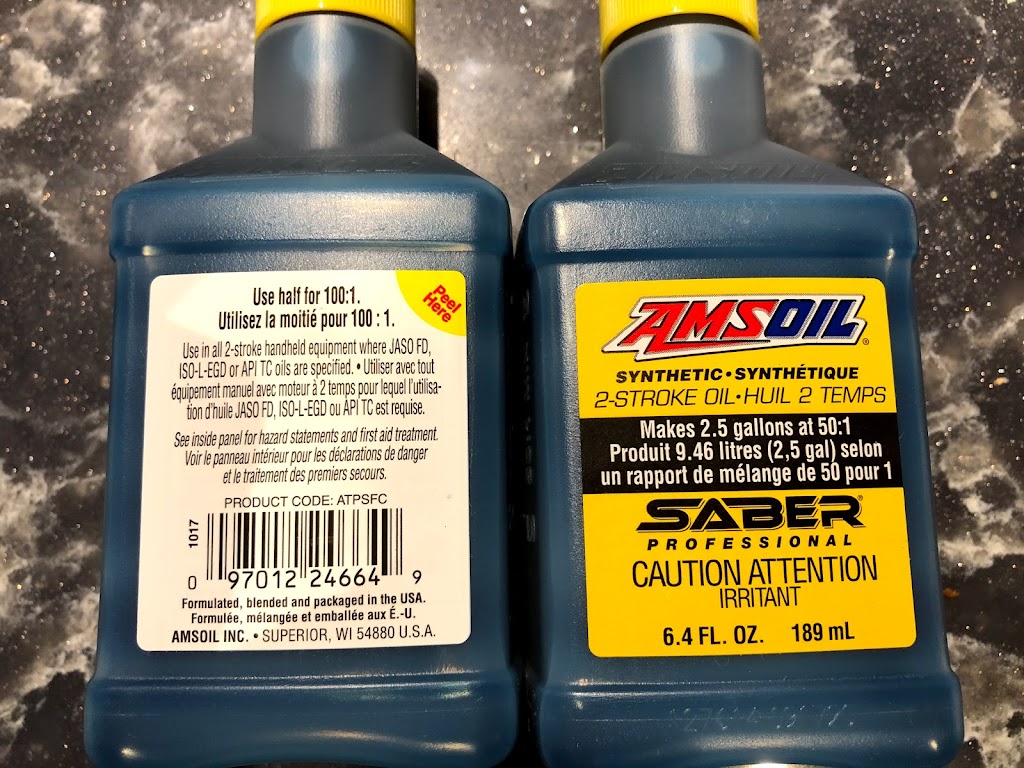 Use half for 100:1.
Utilisez la moitié pour 100 : 1.
Peel
Here
Use in all 2-stroke handheld equipment where JASO FD,
ISO-L-EGD or API TC oils are specified. • Utiliser avec tout
équipement manuel avec moteur à 2 temps pour lequel l'utilisa-
tion d'huile JASO FD, ISO-L-EGD ou API TC est requise.
See inside panel for hazard statements and first aid treatment.
Voir le panneau intérieur pour les déclarations de danger
et le traitement des premiers secours.
PRODUCT CODE: ATPSFC
1017
0 97012 24664 9
Formulated, blended and packaged in the USA.
Formulée, mélangée et emballée aux É.-U.
AMSOIL INC. • SUPERIOR, WI 54880 U.S.A.
AMSOIL
AMSOIL®
SYNTHETIC • SYNTHÉTIQUE
2-STROKE OIL • HUIL 2 TEMPS
Makes 2.5 gallons at 50:1
Produit 9.46 litres (2,5 gal) selon
un rapport de mélange de 50 pour 1
SABER®
PROFESSIONAL
CAUTION ATTENTION
IRRITANT
6.4 FL. OZ. 189 mL